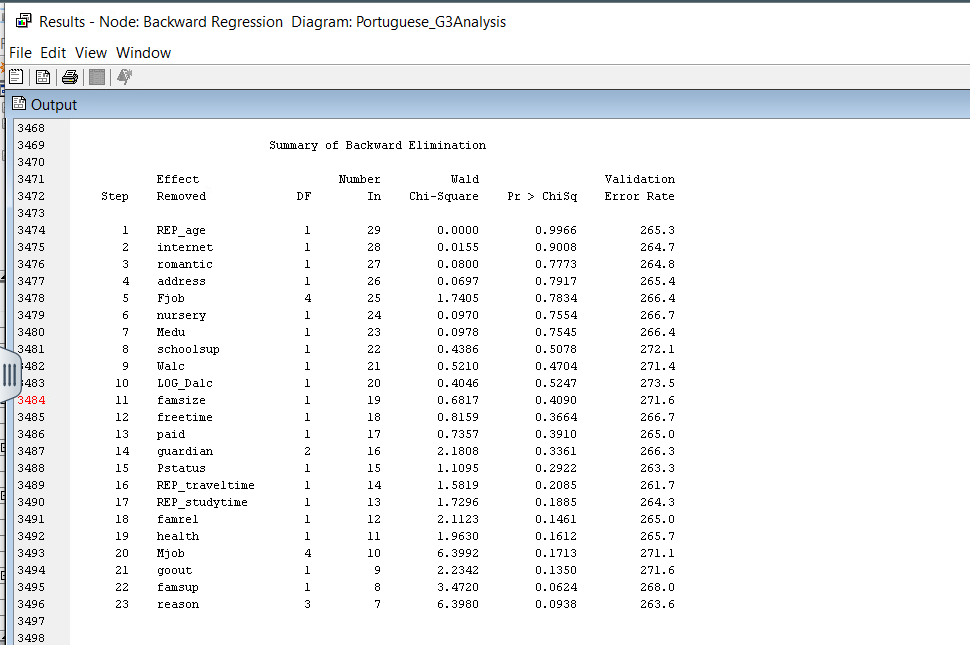 Results - Node: Backward Regression  Diagram: Portuguese_G3Analysis
File  Edit  View  Window
Output
3468
3469 Summary of Backward Elimination
3470
3471 Effect Number Wald Validation
3472 Step Removed DF In Chi-Square Pr > ChiSq Error Rate
3473
3474 1 REP_age 1 29 0.0000 0.9966 265.3
3475 2 internet 1 28 0.0155 0.9008 264.7
3476 3 romantic 1 27 0.0800 0.7773 264.8
3477 4 address 1 26 0.0697 0.7917 265.4
3478 5 Fjob 4 25 1.7405 0.7834 266.4
3479 6 nursery 1 24 0.0970 0.7554 266.7
3480 7 Medu 1 23 0.0978 0.7545 266.4
3481 8 schoolsup 1 22 0.4386 0.5078 272.1
482 9 Walc 1 21 0.5210 0.4704 271.4
483 10 LOG_Dalc 1 20 0.4046 0.5247 273.5
3484 11 famsize 1 19 0.6817 0.4090 271.6
3485 12 freetime 1 18 0.8159 0.3664 266.7
3486 13 paid 1 17 0.7357 0.3910 265.0
3487 14 guardian 2 16 2.1808 0.3361 266.3
3488 15 Pstatus 1 15 1.1095 0.2922 263.3
3489 16 REP_traveltime 1 14 1.5819 0.2085 261.7
3490 17 REP_studytime 1 13 1.7296 0.1885 264.3
3491 18 famrel 1 12 2.1123 0.1461 265.0
3492 19 health 1 11 1.9630 0.1612 265.7
3493 20 Mjob 4 10 6.3992 0.1713 271.1
3494 21 goout 1 9 2.2342 0.1350 271.6
3495 22 famsup 1 8 3.4720 0.0624 268.0
3496 23 reason 3 7 6.3980 0.0938 263.6
3497
3498